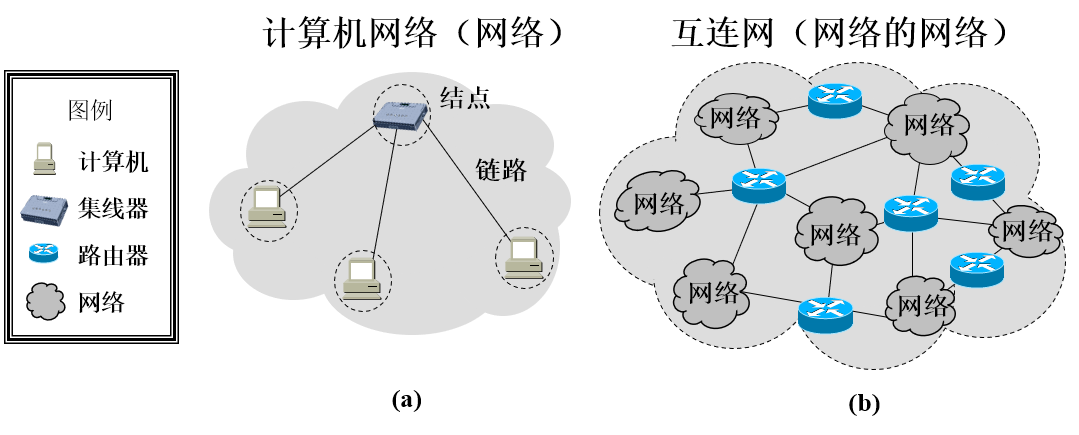 计算机网络（网络）
互连网（网络的网络）
图例
计算机
集线器
路由器
网络
结点
链路
网络
网络
网络
网络
网络
网络
网络
(a)
(b)